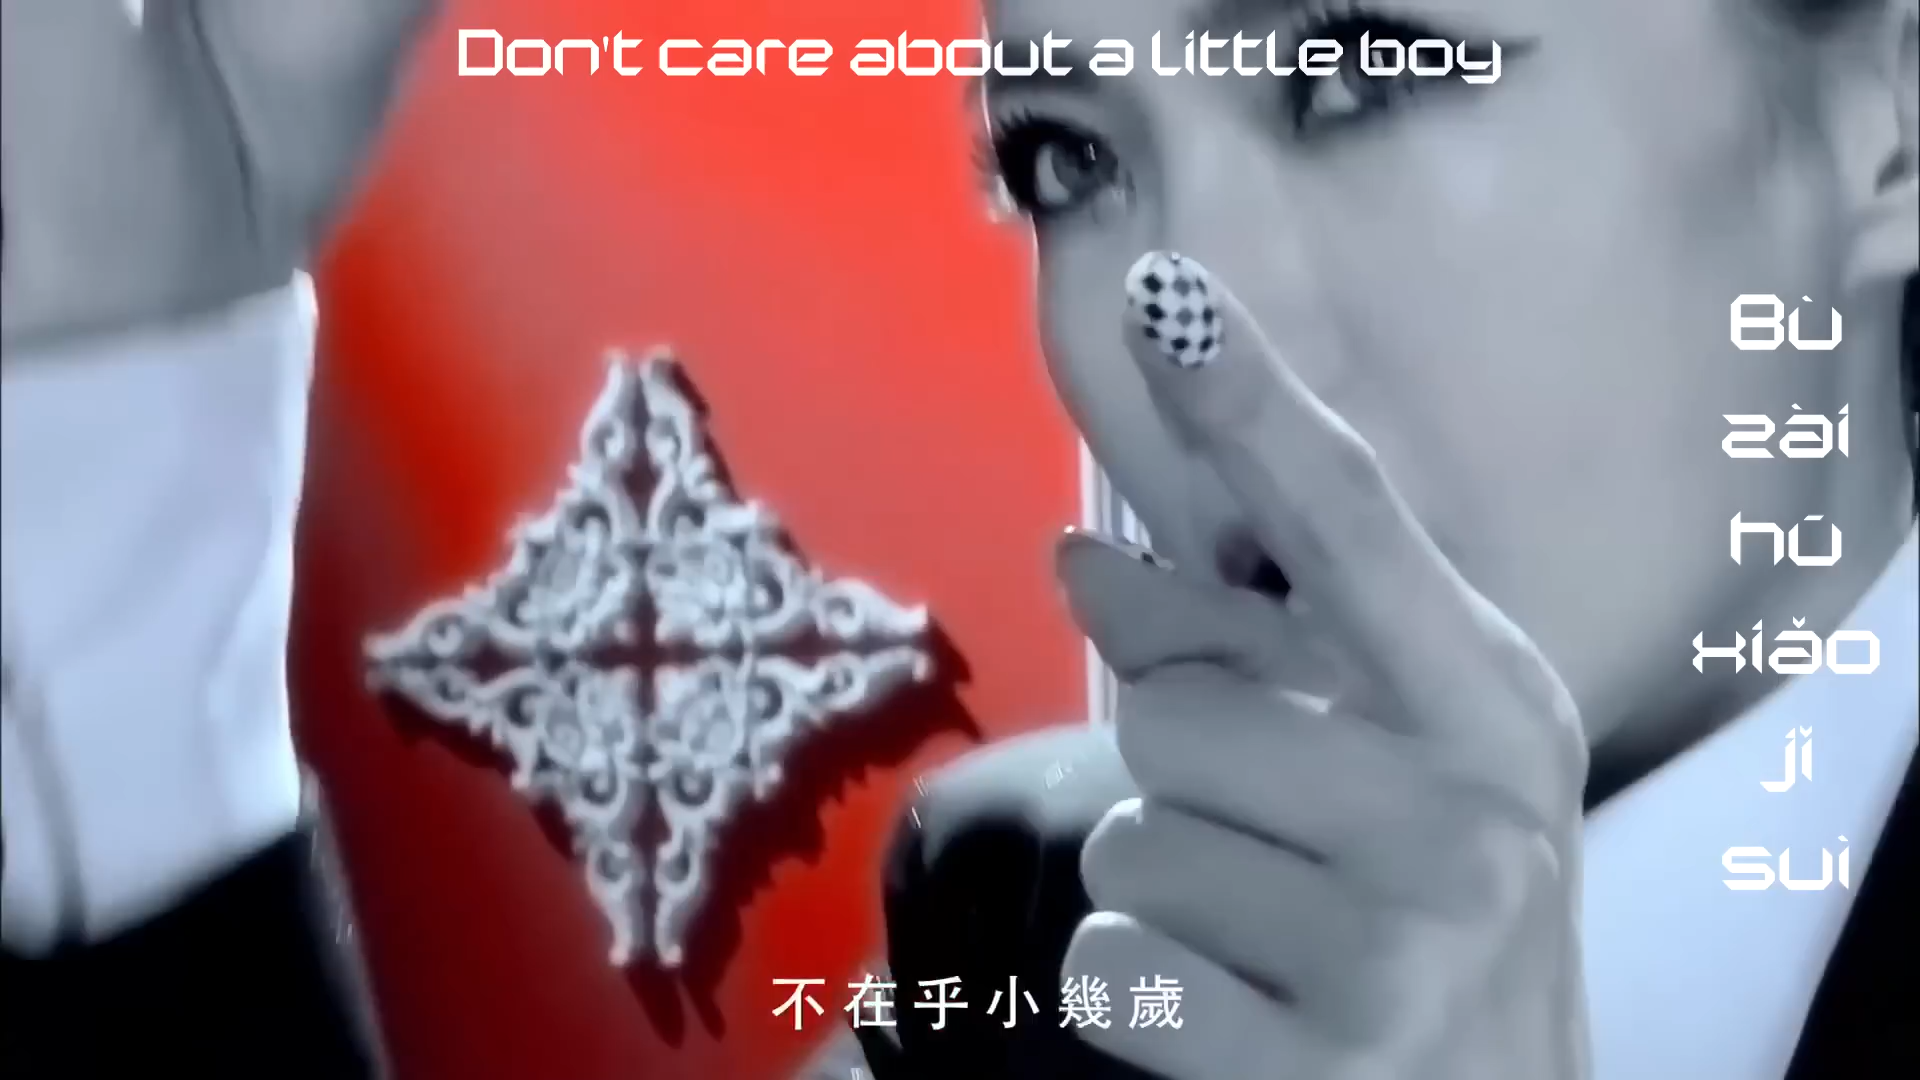 Don't care about a little boy
Bù
zài
hū
xiǎo
jǐ
suì
不在乎小幾歲